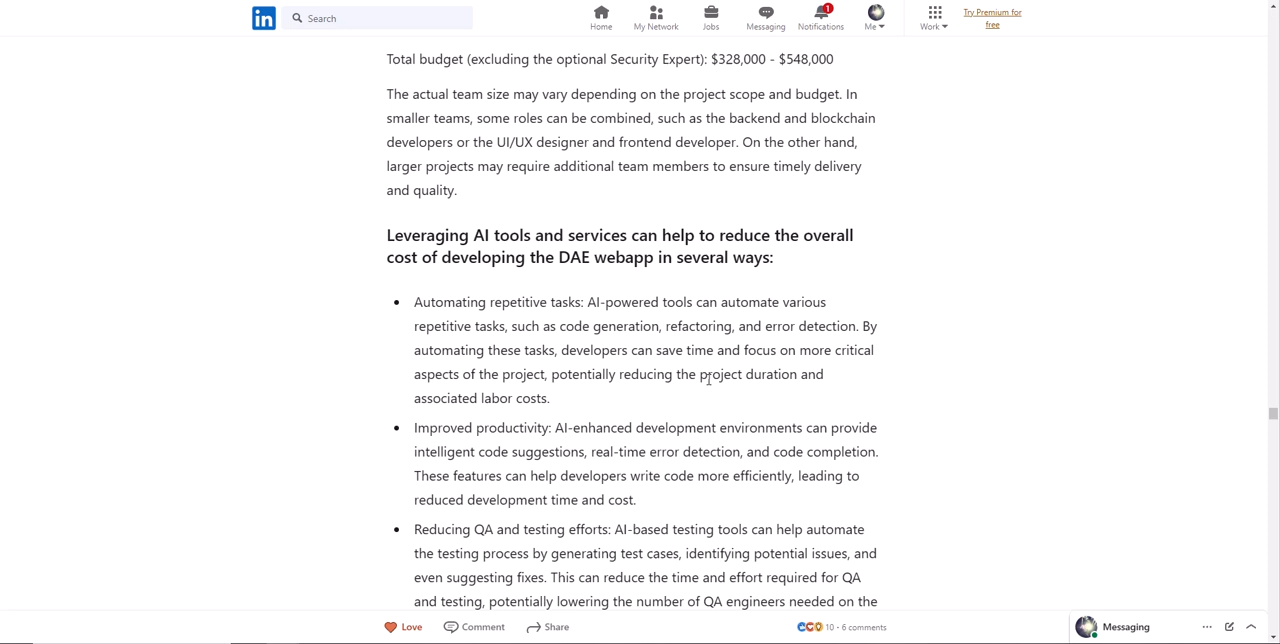 in
Search
Home
My Network
Jobs
Messaging
1
Notifications
Me
Work
Try Premium for
free
Total budget (excluding the optional Security Expert): $328,000 - $548,000
The actual team size may vary depending on the project scope and budget. In
smaller teams, some roles can be combined, such as the backend and blockchain
developers or the UI/UX designer and frontend developer. On the other hand,
larger projects may require additional team members to ensure timely delivery
and quality.
Leveraging AI tools and services can help to reduce the overall
cost of developing the DAE webapp in several ways:
Automating repetitive tasks: AI-powered tools can automate various
repetitive tasks, such as code generation, refactoring, and error detection. By
automating these tasks, developers can save time and focus on more critical
aspects of the project, potentially reducing the project duration and
associated labor costs.
Improved productivity: AI-enhanced development environments can provide
intelligent code suggestions, real-time error detection, and code completion.
These features can help developers write code more efficiently, leading to
reduced development time and cost.
Reducing QA and testing efforts: AI-based testing tools can help automate
the testing process by generating test cases, identifying potential issues, and
even suggesting fixes. This can reduce the time and effort required for QA
and testing, potentially lowering the number of QA engineers needed on the
Love
Comment
Share
10 · 6 comments
Messaging